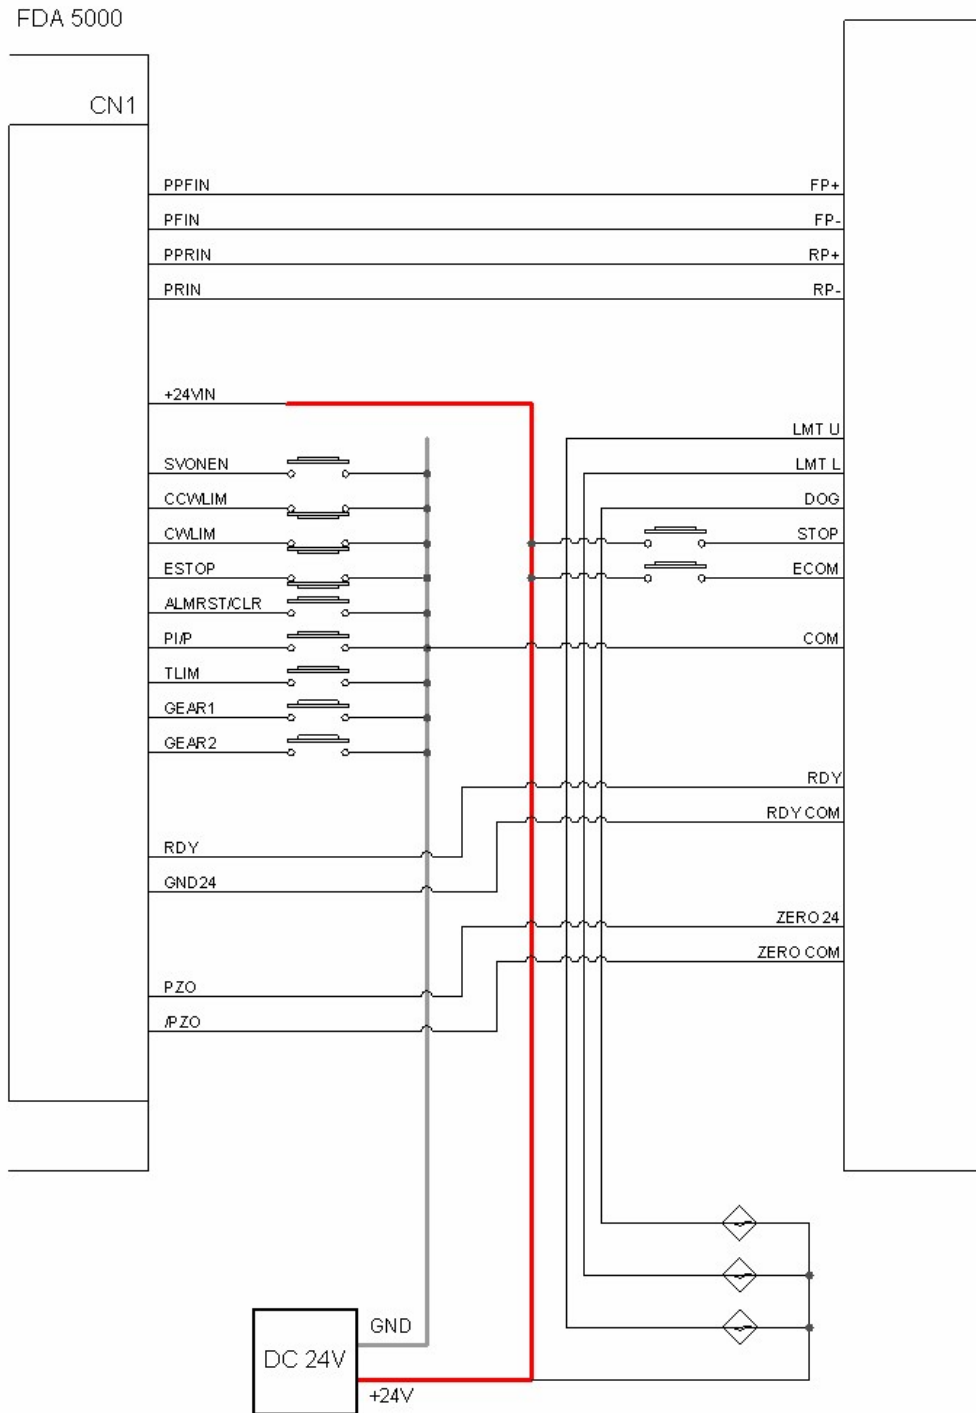 FDA 5000
CN1
PPFIN FP+
PFIN FP-
PPRIN RP+
PRIN RP-
+24VIN
LMT U
SVONEN LMT L
CCWLIM DOG
CWLIM STOP
ESTOP ECOM
ALMRST/CLR
PI/P COM
TLIM
GEAR1
GEAR2
RDY
RDY COM
RDY
GND24
ZERO 24
ZERO COM
PZO
/PZO
GND
DC 24V
+24V